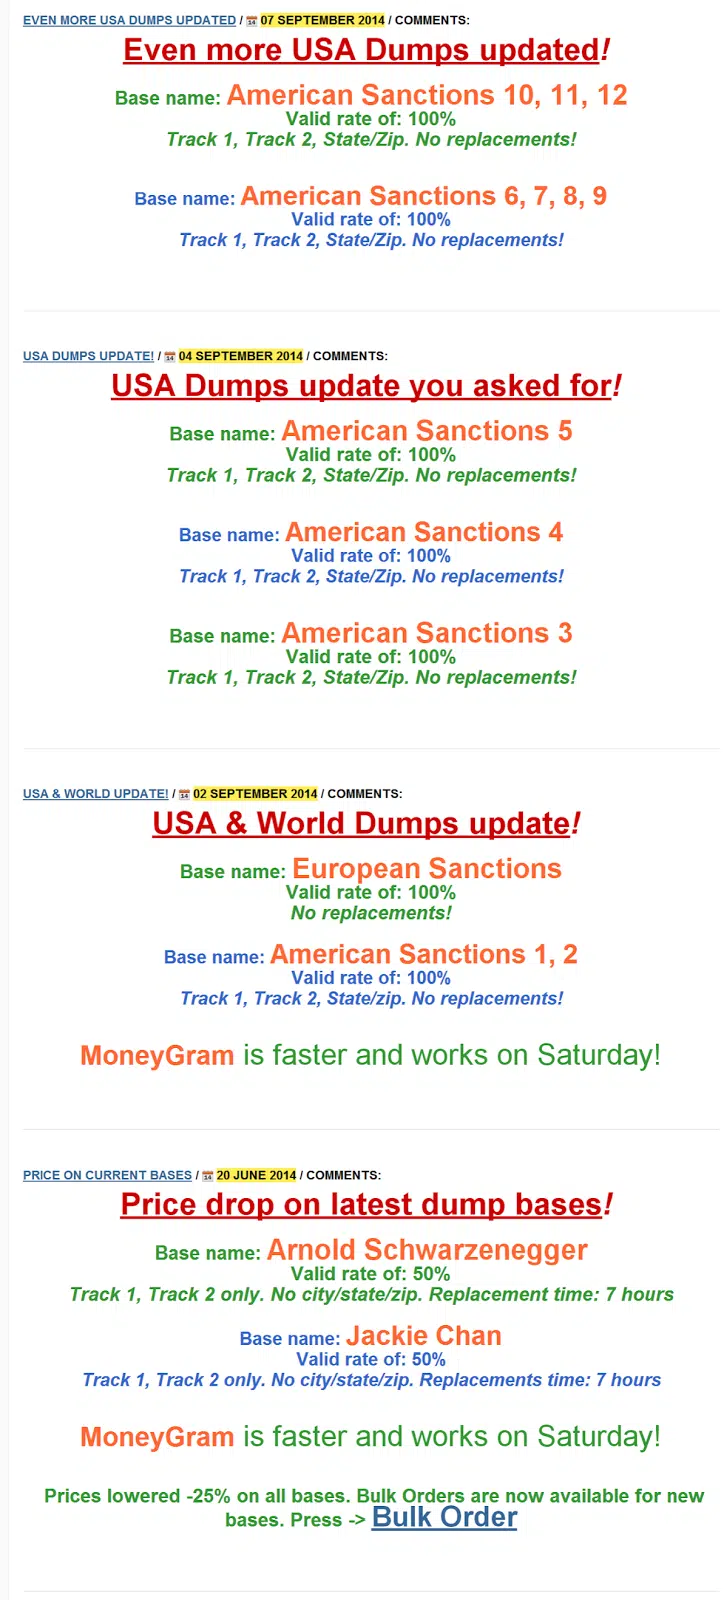 EVEN MORE USA DUMPS UPDATED / 14 07 SEPTEMBER 2014 / COMMENTS:
Even more USA Dumps updated!
Base name: American Sanctions 10, 11, 12
Valid rate of: 100%
Track 1, Track 2, State/Zip. No replacements!
Base name: American Sanctions 6, 7, 8, 9
Valid rate of: 100%
Track 1, Track 2, State/Zip. No replacements!
USA DUMPS UPDATE! / 14 04 SEPTEMBER 2014 / COMMENTS:
USA Dumps update you asked for!
Base name: American Sanctions 5
Valid rate of: 100%
Track 1, Track 2, State/Zip. No replacements!
Base name: American Sanctions 4
Valid rate of: 100%
Track 1, Track 2, State/Zip. No replacements!
Base name: American Sanctions 3
Valid rate of: 100%
Track 1, Track 2, State/Zip. No replacements!
USA & WORLD UPDATE! / 14 02 SEPTEMBER 2014 / COMMENTS:
USA & World Dumps update!
Base name: European Sanctions
Valid rate of: 100%
No replacements!
Base name: American Sanctions 1, 2
Valid rate of: 100%
Track 1, Track 2, State/zip. No replacements!
MoneyGram is faster and works on Saturday!
PRICE ON CURRENT BASES / 14 20 JUNE 2014 / COMMENTS:
Price drop on latest dump bases!
Base name: Arnold Schwarzenegger
Valid rate of: 50%
Track 1, Track 2 only. No city/state/zip. Replacement time: 7 hours
Base name: Jackie Chan
Valid rate of: 50%
Track 1, Track 2 only. No city/state/zip. Replacements time: 7 hours
MoneyGram is faster and works on Saturday!
Prices lowered -25% on all bases. Bulk Orders are now available for new
bases. Press -> Bulk Order